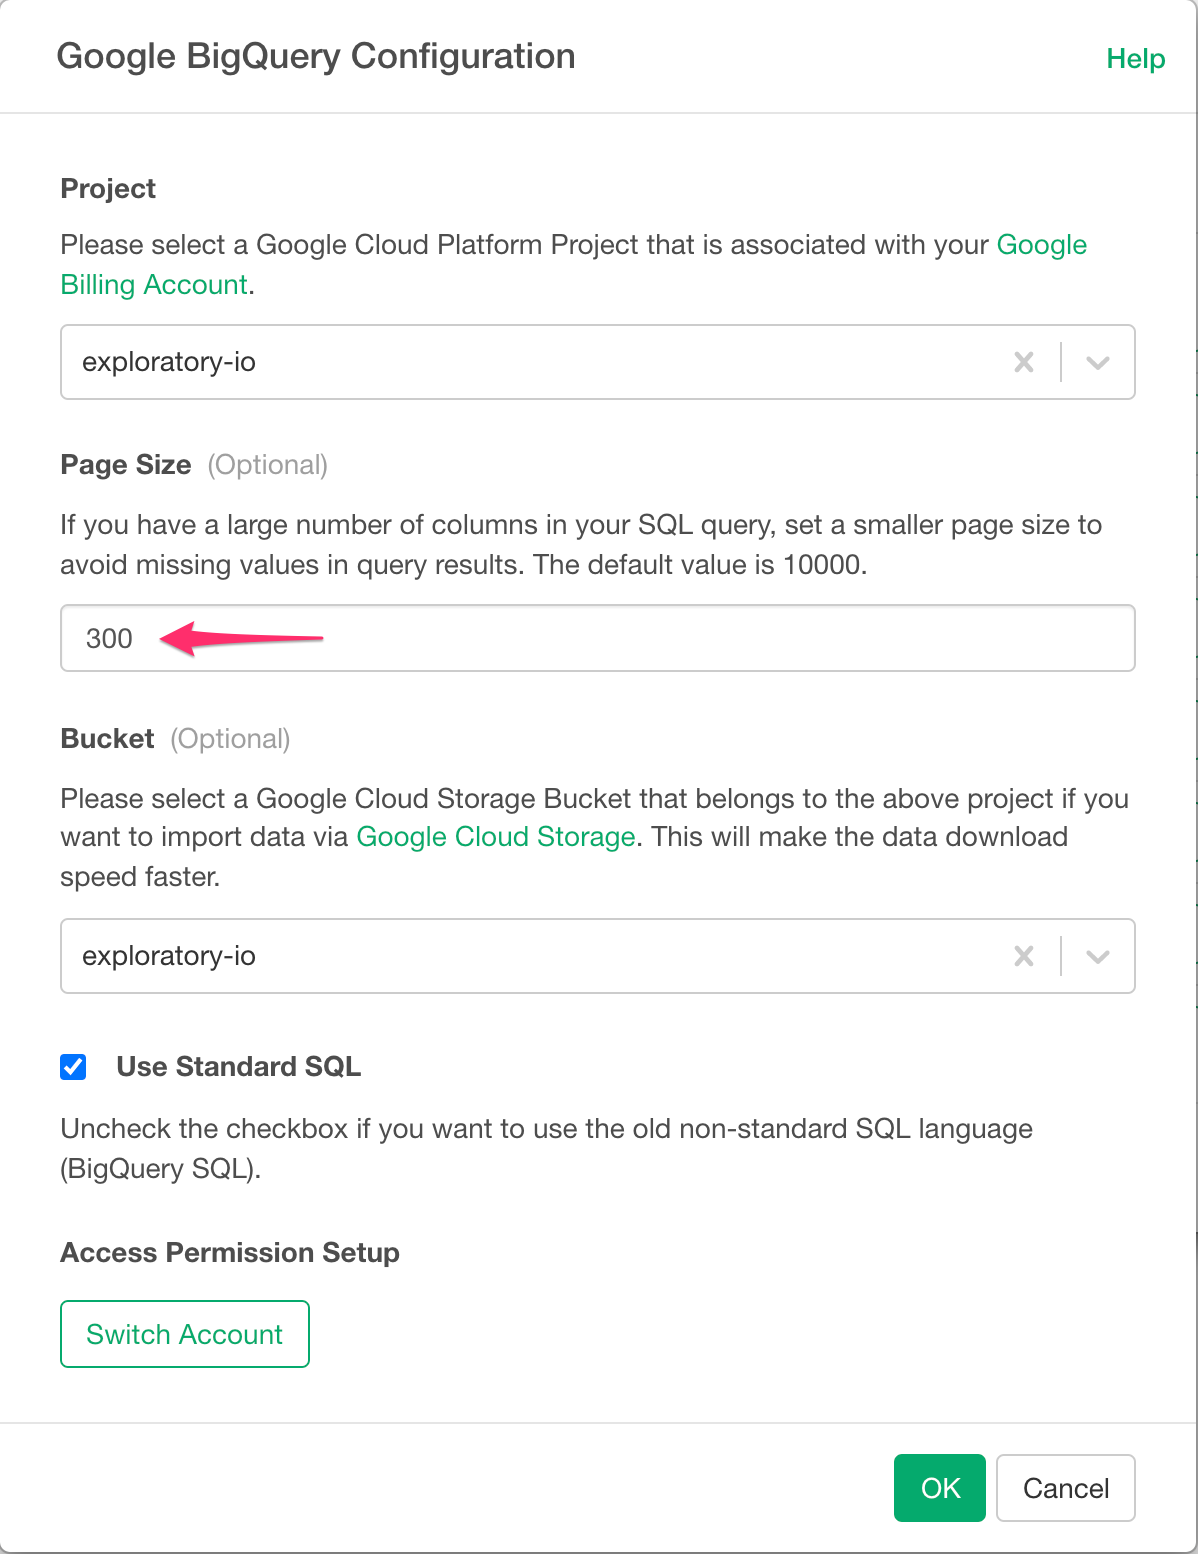 Google BigQuery Configuration
Help
Project
Please select a Google Cloud Platform Project that is associated with your Google
Billing Account.
exploratory-io
Page Size (Optional)
If you have a large number of columns in your SQL query, set a smaller page size to
avoid missing values in query results. The default value is 10000.
300
Bucket (Optional)
Please select a Google Cloud Storage Bucket that belongs to the above project if you
want to import data via Google Cloud Storage. This will make the data download
speed faster.
exploratory-io
Use Standard SQL
Uncheck the checkbox if you want to use the old non-standard SQL language
(BigQuery SQL).
Access Permission Setup
Switch Account
OK
Cancel